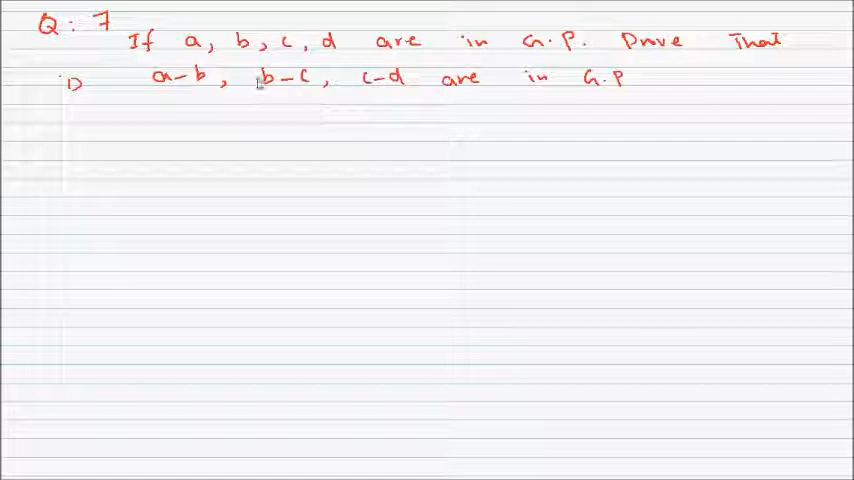 Q : 7
If a, b, c, d are in G.P. Prove That
i) a-b, b-c, c-d are in G.P